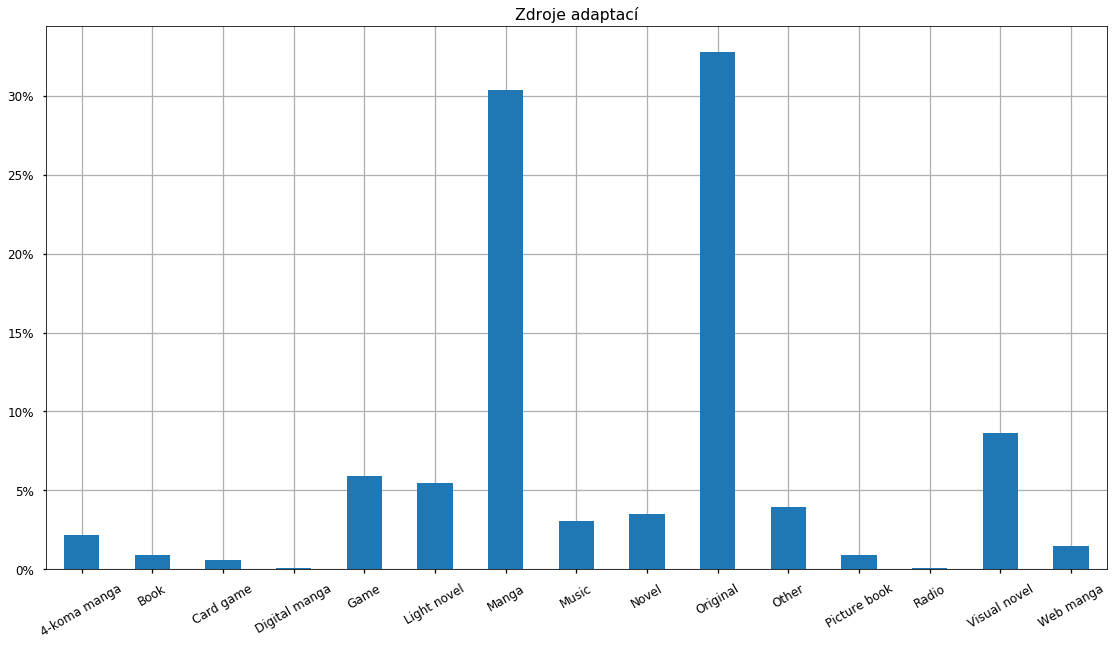 Zdroje adaptací
30%
25%
20%
15%
10%
5%
0%
4-koma manga
Book
Card game
Digital manga
Game
Light novel
Manga
Music
Novel
Original
Other
Picture book
Radio
Visual novel
Web manga